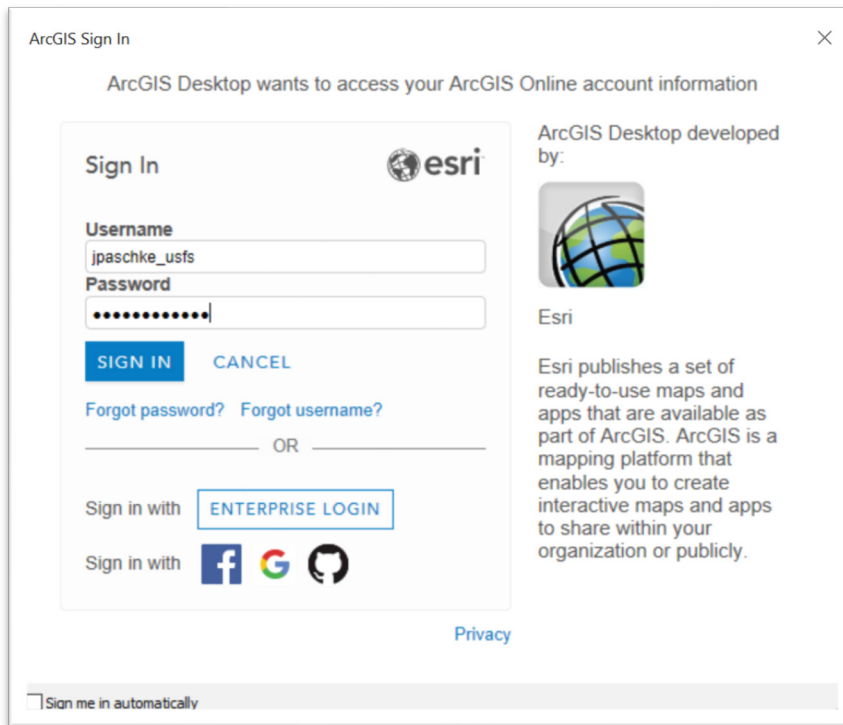 ArcGIS Sign In
ArcGIS Desktop wants to access your ArcGIS Online account information
Sign In
esri
Username
jpaschke_usfs
Password
••••••••••••
SIGN IN CANCEL
Forgot password? Forgot username?
OR
Sign in with ENTERPRISE LOGIN
Sign in with
Privacy
ArcGIS Desktop developed
by:
Esri
Esri publishes a set of
ready-to-use maps and
apps that are available as
part of ArcGIS. ArcGIS is a
mapping platform that
enables you to create
interactive maps and apps
to share within your
organization or publicly.
Sign me in automatically